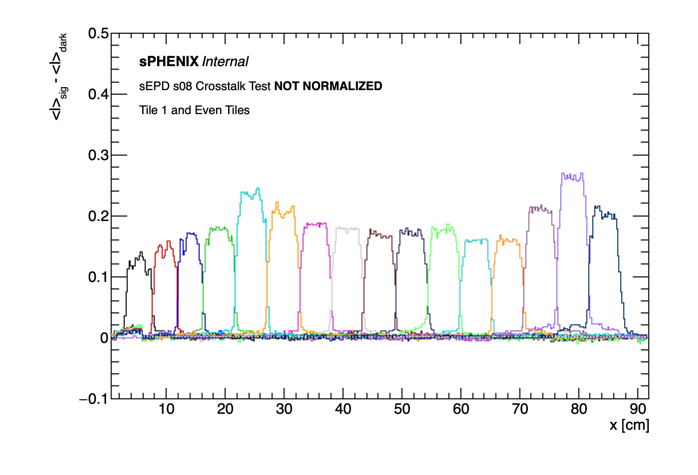 <I>sig - <I>dark
0.5
sPHENIX Internal
sEPD s08 Crosstalk Test NOT NORMALIZED
0.4
Tile 1 and Even Tiles
0.3
0.2
0.1
0
−0.1
10 20 30 40 50 60 70 80 90
x [cm]